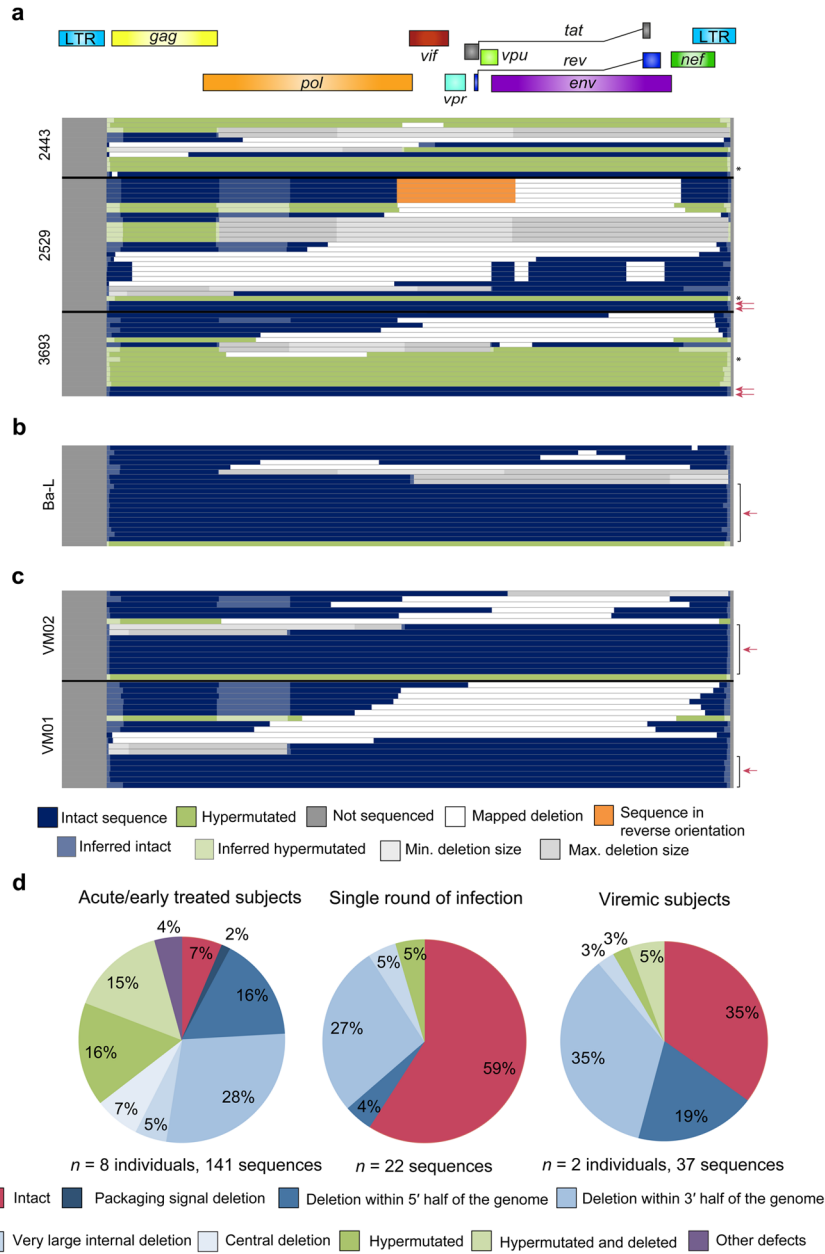 a
LTR
gag
vif
vpu
tat
rev
LTR
nef
pol
vpr
env
2443
*
2529
*
3693
*
b
Ba-L
c
VM02
VM01
Intact sequence
Hypermutated
Not sequenced
Mapped deletion
Sequence in
reverse orientation
Inferred intact
Inferred hypermutated
Min. deletion size
Max. deletion size
d
Acute/early treated subjects
Single round of infection
Viremic subjects
4%
7%
2%
16%
28%
5%
7%
16%
15%
5%
5%
27%
4%
59%
3%
3%
5%
35%
35%
19%
n = 8 individuals, 141 sequences
n = 22 sequences
n = 2 individuals, 37 sequences
Intact
Packaging signal deletion
Deletion within 5′ half of the genome
Deletion within 3′ half of the genome
Very large internal deletion
Central deletion
Hypermutated
Hypermutated and deleted
Other defects